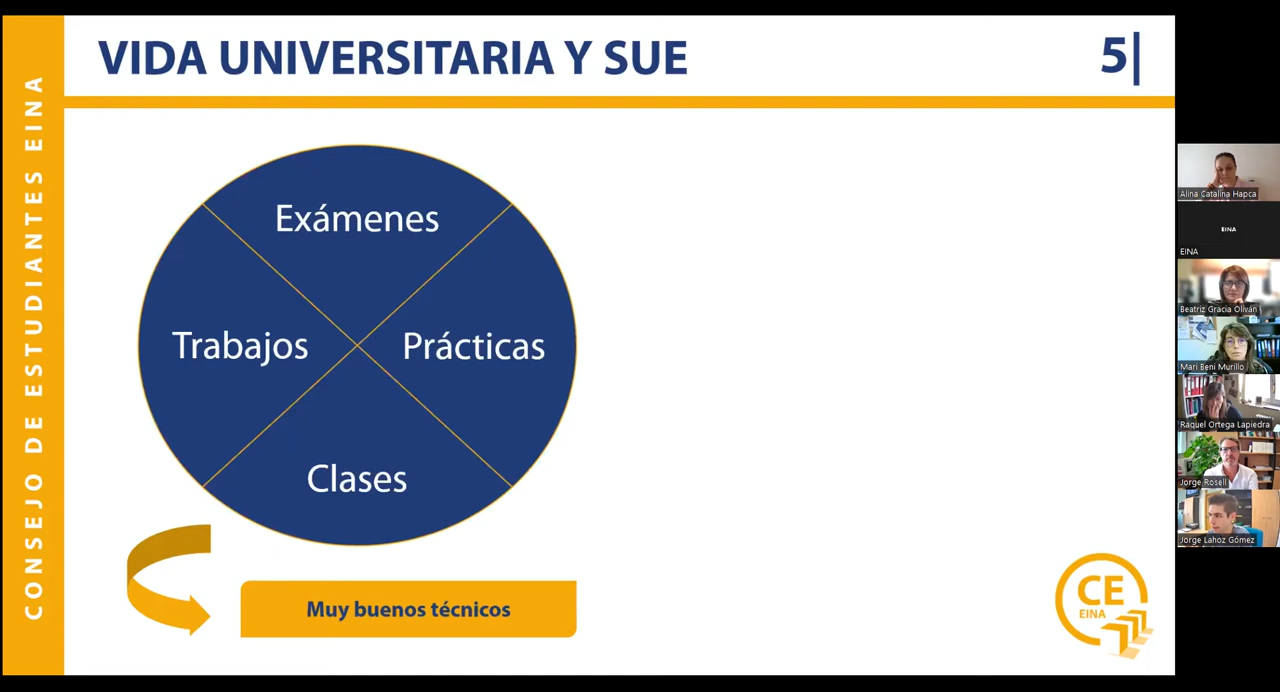 VIDA UNIVERSITARIA Y SUE
5|
CONSEJO DE ESTUDIANTES EINA
Exámenes
Trabajos
Prácticas
Clases
Muy buenos técnicos
CE
EINA
Alina Catalina Hapca
EINA
EINA
Beatriz Gracia Oliván
Mari Beni Murillo
Raquel Ortega Lapiedra
Jorge Rosell
Jorge Lahoz Gómez